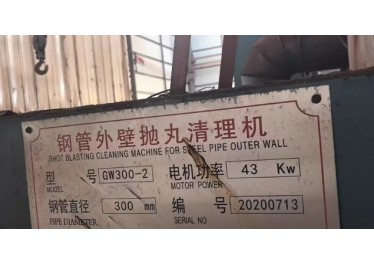 钢管外壁抛丸清理机
SHOT BLASTING CLEANING MACHINE FOR STEEL PIPE OUTER WALL
型 号 GW300-2 电机功率 43 Kw
MODEL MOTOR POWER
钢管直径 300 mm 编 号 20200713
PIPE DIAMETER SERIAL NO